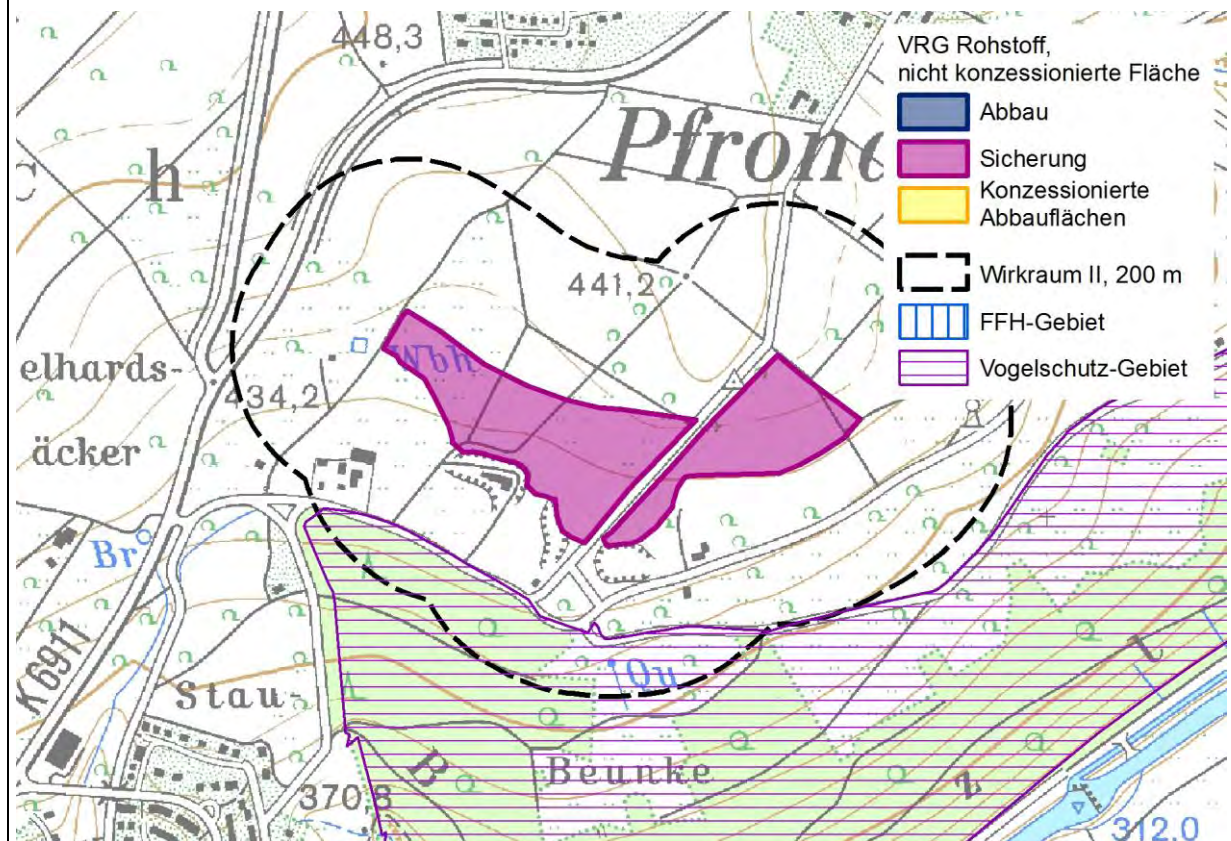 448,3
Pfron
c h
441,2
Wbh
434,2
elhards-
äcker
Br
K 6911
Stau-
Qu
B
Beunke
z
l
370,8
312,0
VRG Rohstoff,
nicht konzessionierte Fläche
Abbau
Sicherung
Konzessionierte
Abbauflächen
Wirkraum II, 200 m
FFH-Gebiet
Vogelschutz-Gebiet